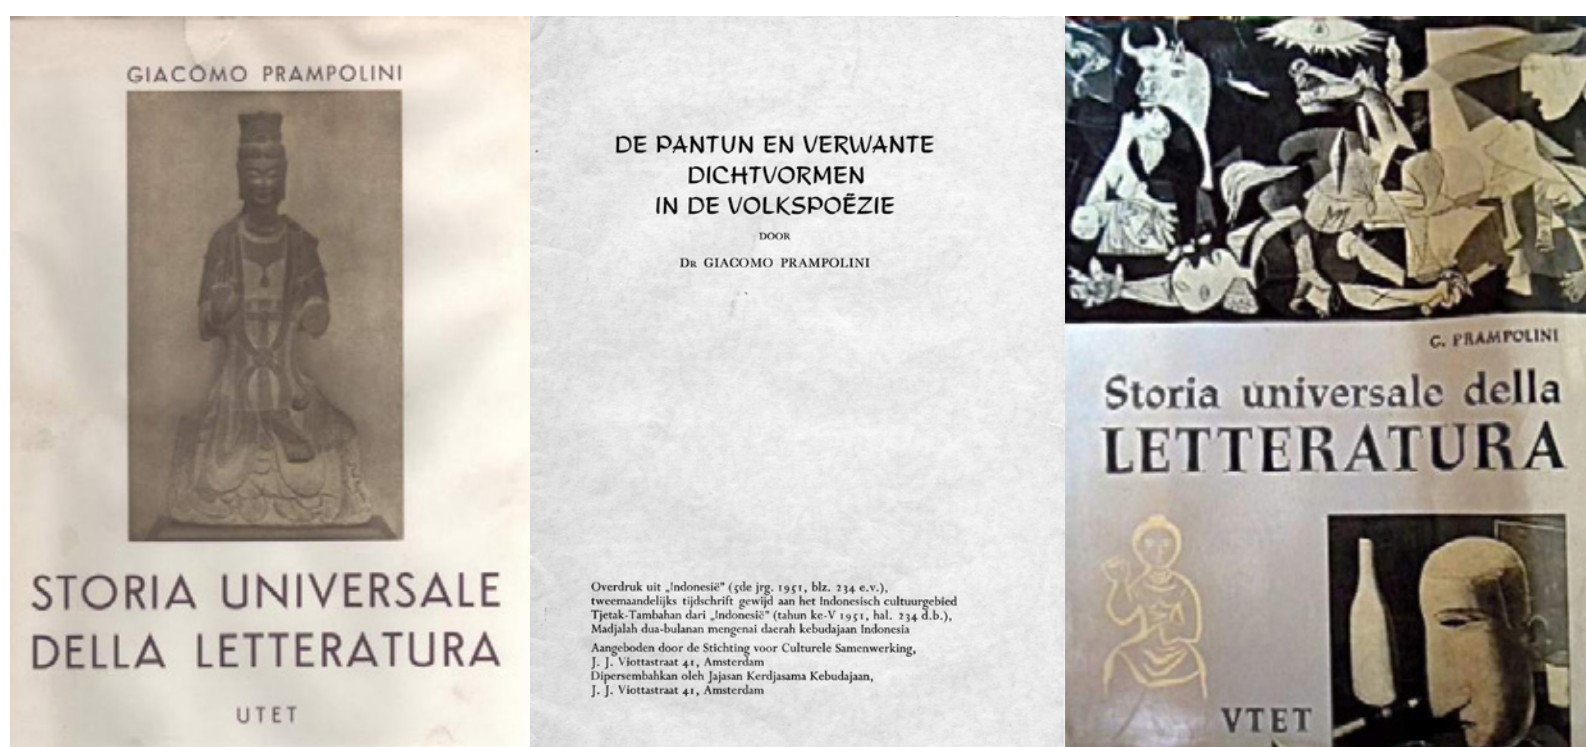 GIACOMO PRAMPOLINI
STORIA UNIVERSALE
DELLA LETTERATURA
UTET
DE PANTUN EN VERWANTE
DICHTVORMEN
IN DE VOLKSPOËZIE
DOOR
DR GIACOMO PRAMPOLINI
Overdruk uit „Indonesië” (5de jrg. 1951, blz. 234 e.v.),
tweemaandelijks tijdschrift gewijd aan het Indonesisch cultuurgebied
Tjetak-Tambahan dari „Indonesië” (tahun ke-V 1951, hal. 234 d.b.),
Madjalah dua-bulanan mengenai daerah kebudajaan Indonesia
Aangeboden door de Stichting voor Culturele Samenwerking,
J. J. Viottastraat 41, Amsterdam
Dipersembahkan oleh Jajasan Kerdjasama Kebudajaan,
J. J. Viottastraat 41, Amsterdam
G. PRAMPOLINI
Storia universale della
LETTERATURA
VTET